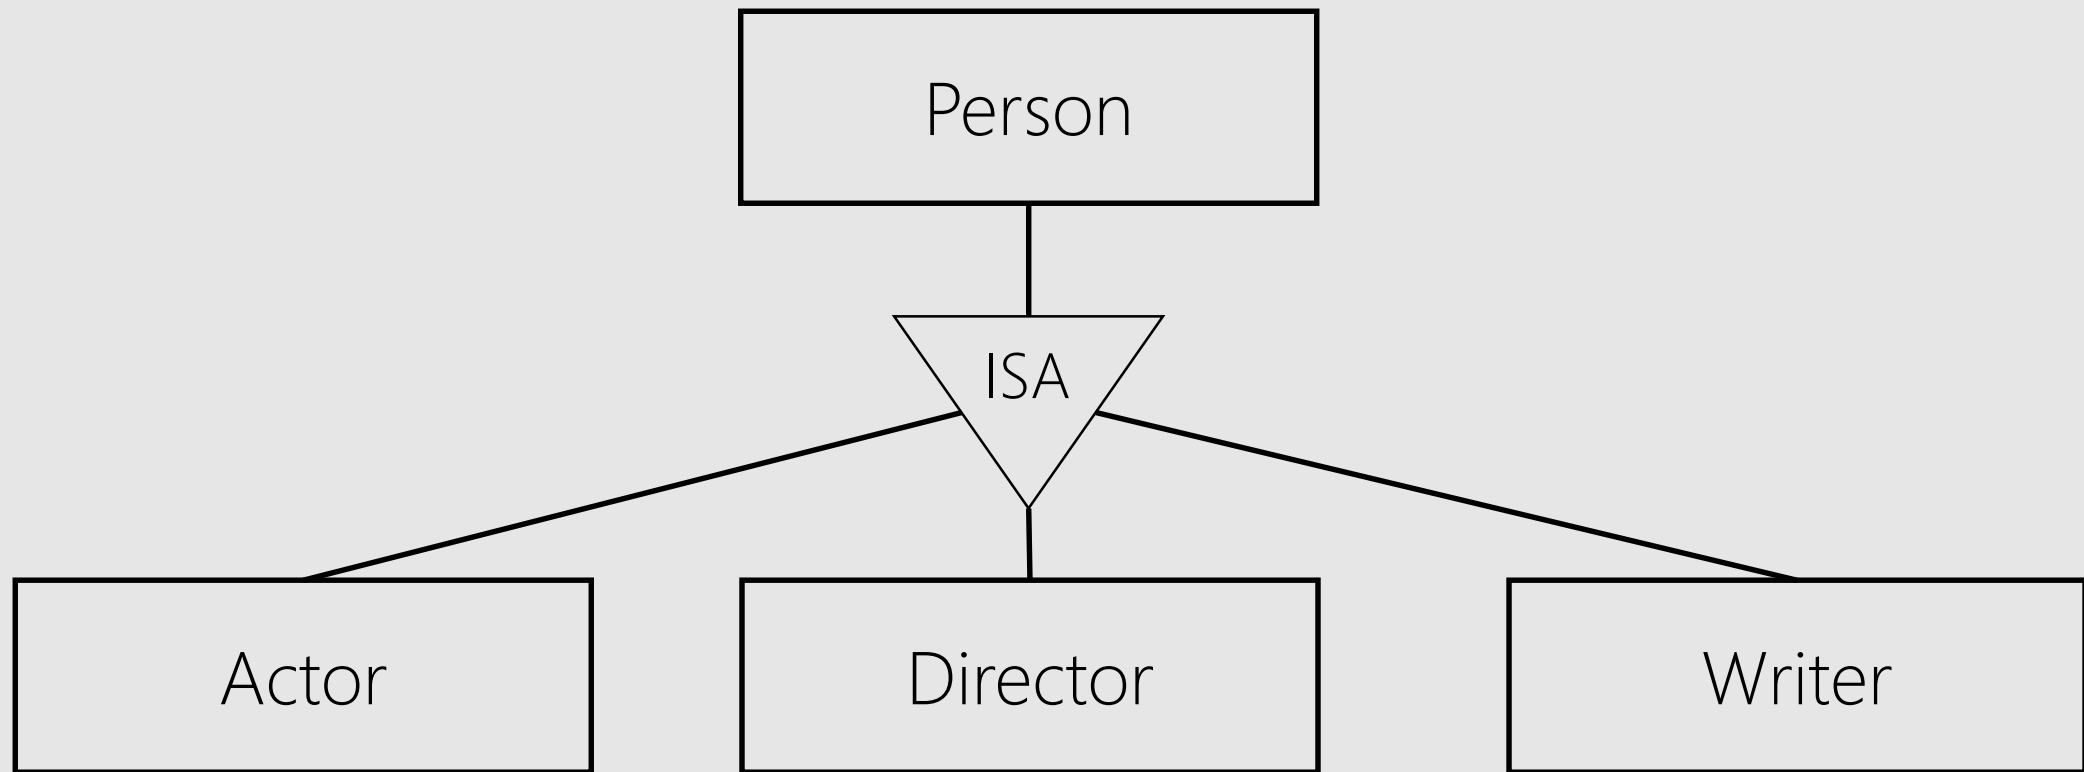 Person
ISA
Actor
Director
Writer